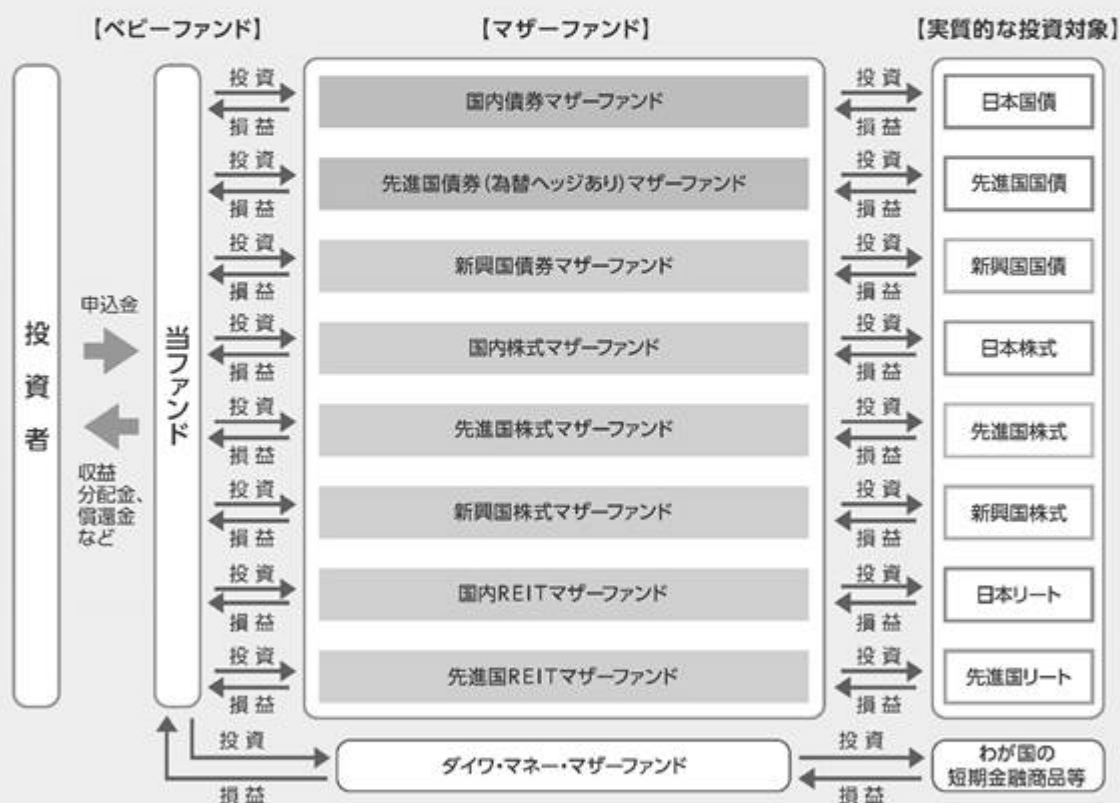 【ベビーファンド】
【マザーファンド】
【実質的な投資対象】
投資者
申込金
収益
分配金、
償還金
など
当ファンド
投資
損益
国内債券マザーファンド
投資
損益
日本国債
投資
損益
先進国債券(為替ヘッジあり)マザーファンド
投資
損益
先進国国債
投資
損益
新興国債券マザーファンド
投資
損益
新興国国債
投資
損益
国内株式マザーファンド
投資
損益
日本株式
投資
損益
先進国株式マザーファンド
投資
損益
先進国株式
投資
損益
新興国株式マザーファンド
投資
損益
新興国株式
投資
損益
国内REITマザーファンド
投資
損益
日本リート
投資
損益
先進国REITマザーファンド
投資
損益
先進国リート
投資
損益
ダイワ・マネー・マザーファンド
投資
損益
わが国の
短期金融商品等